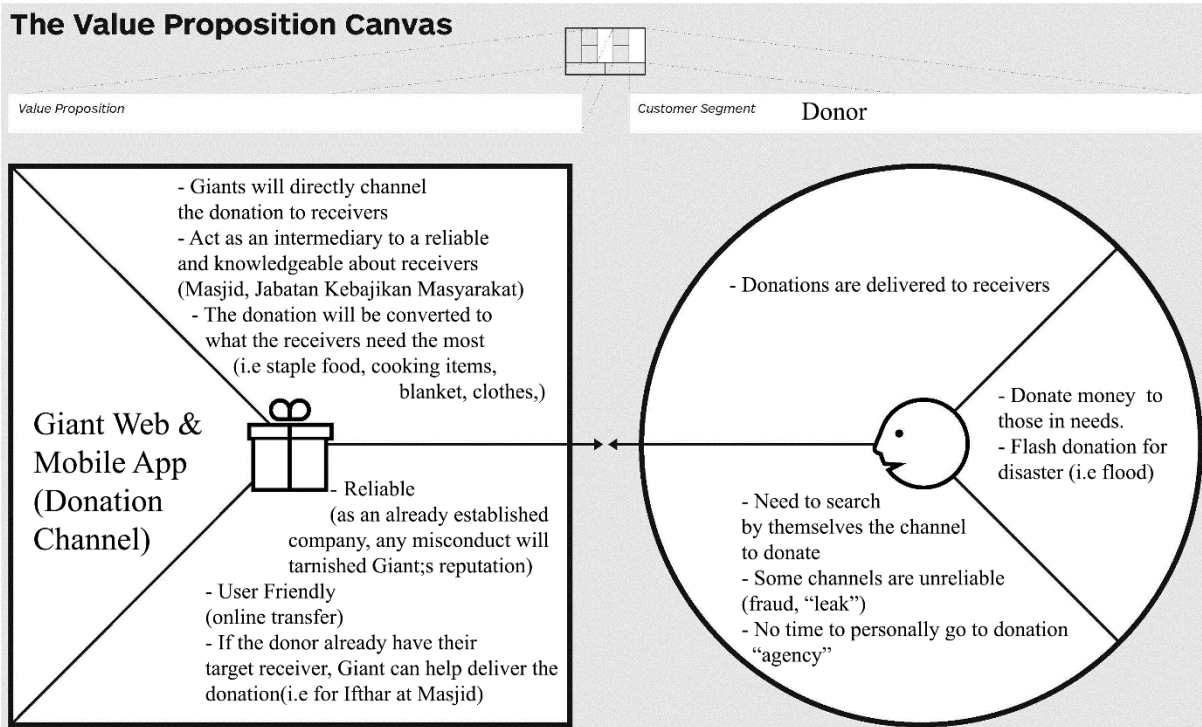 The Value Proposition Canvas
Value Proposition
Customer Segment
Donor
- Giants will directly channel
the donation to receivers
- Act as an intermediary to a reliable
and knowledgeable about receivers
(Masjid, Jabatan Kebajikan Masyarakat)
- The donation will be converted to
what the receivers need the most
(i.e staple food, cooking items,
blanket, clothes,)
Giant Web &
Mobile App
(Donation
Channel)
- Reliable
(as an already established
company, any misconduct will
tarnished Giant;s reputation)
- User Friendly
(online transfer)
- If the donor already have their
target receiver, Giant can help deliver the
donation(i.e for Ifthar at Masjid)
- Donations are delivered to receivers
- Donate money to
those in needs.
- Flash donation for
disaster (i.e flood)
- Need to search
by themselves the channel
to donate
- Some channels are unreliable
(fraud, “leak”)
- No time to personally go to donation
“agency”